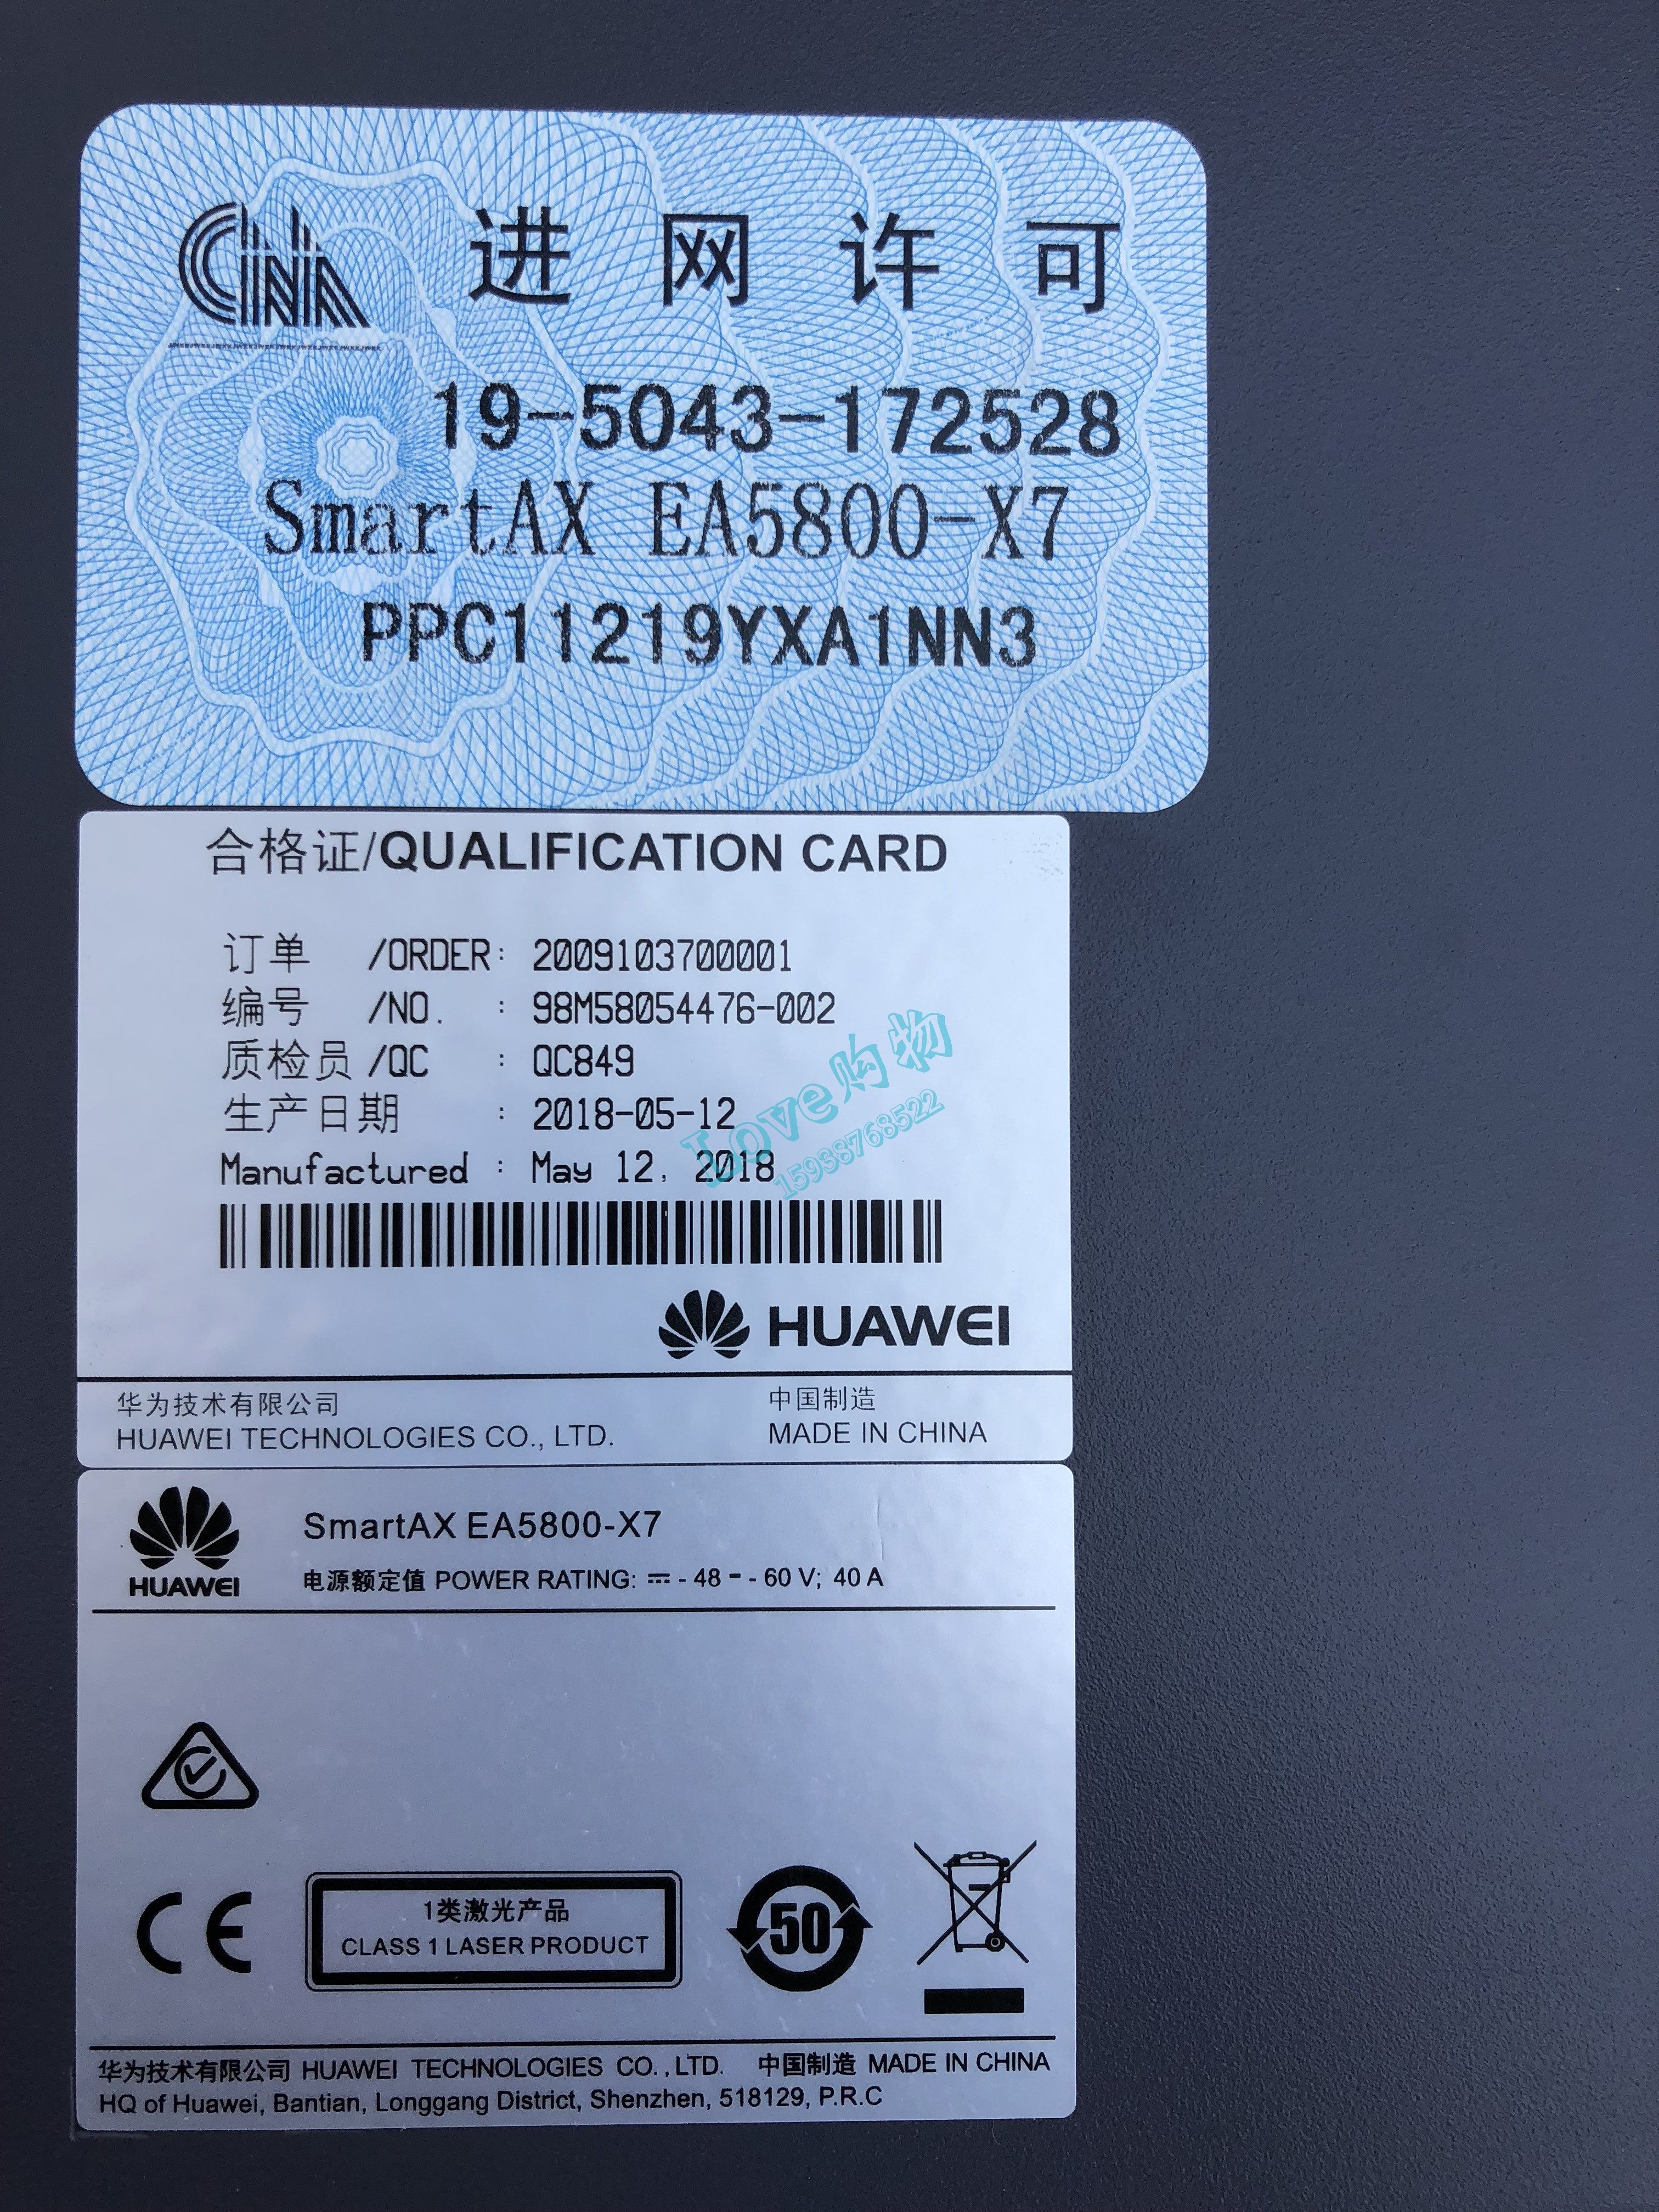 CNA 进网许可
19-5043-172528
SmartAX EA5800-X7
PPC11219YXA1NN3
合格证/QUALIFICATION CARD
订单 /ORDER: 2009103700001
编号 /NO. : 98M58054476-002
质检员/QC : QC849
生产日期 : 2018-05-12
Manufactured : May 12, 2018
Love购物
15938768522
HUAWEI
华为技术有限公司 中国制造
HUAWEI TECHNOLOGIES CO., LTD. MADE IN CHINA
SmartAX EA5800-X7
HUAWEI 电源额定值 POWER RATING: ⎓ - 48 - - 60 V; 40 A
1类激光产品
CE CLASS 1 LASER PRODUCT 50
华为技术有限公司 HUAWEI TECHNOLOGIES CO.,LTD. 中国制造 MADE IN CHINA
HQ of Huawei, Bantian, Longgang District, Shenzhen, 518129, P.R.C